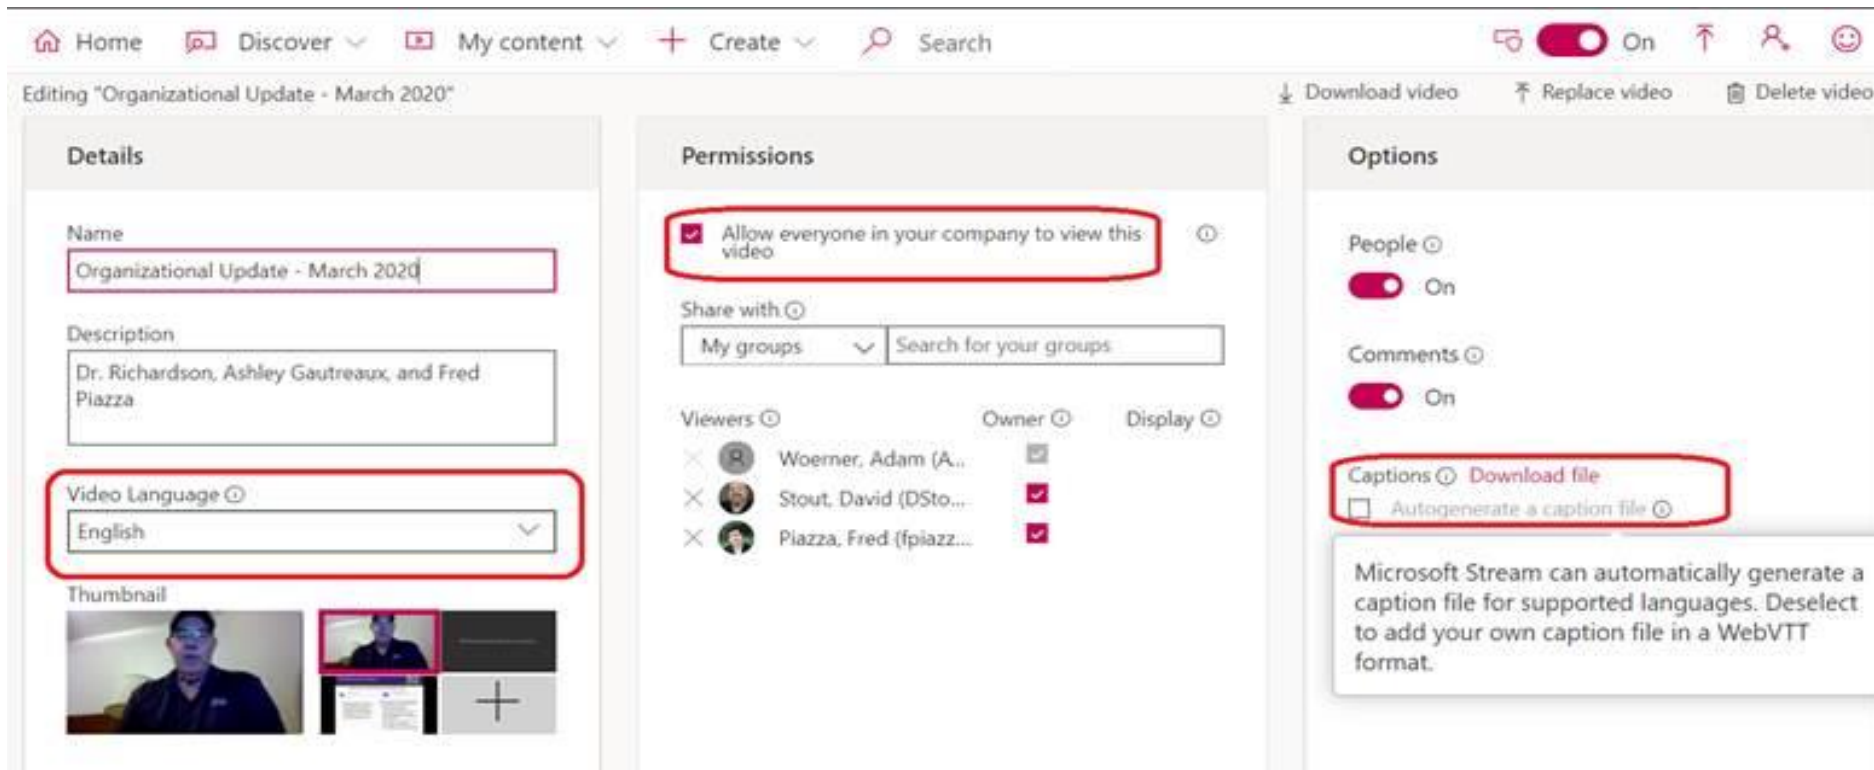 Home Discover My content Create Search On
Editing "Organizational Update - March 2020" Download video Replace video Delete video
Details
Name
Organizational Update - March 2020
Description
Dr. Richardson, Ashley Gautreaux, and Fred
Piazza
Video Language
English
Thumbnail
Permissions
Allow everyone in your company to view this
video
Share with
My groups Search for your groups
Viewers Owner Display
Woerner, Adam (A...
Stout, David (DSto...
Piazza, Fred (fpiazz...
Options
People
On
Comments
On
Captions Download file
Autogenerate a caption file
Microsoft Stream can automatically generate a
caption file for supported languages. Deselect
to add your own caption file in a WebVTT
format.